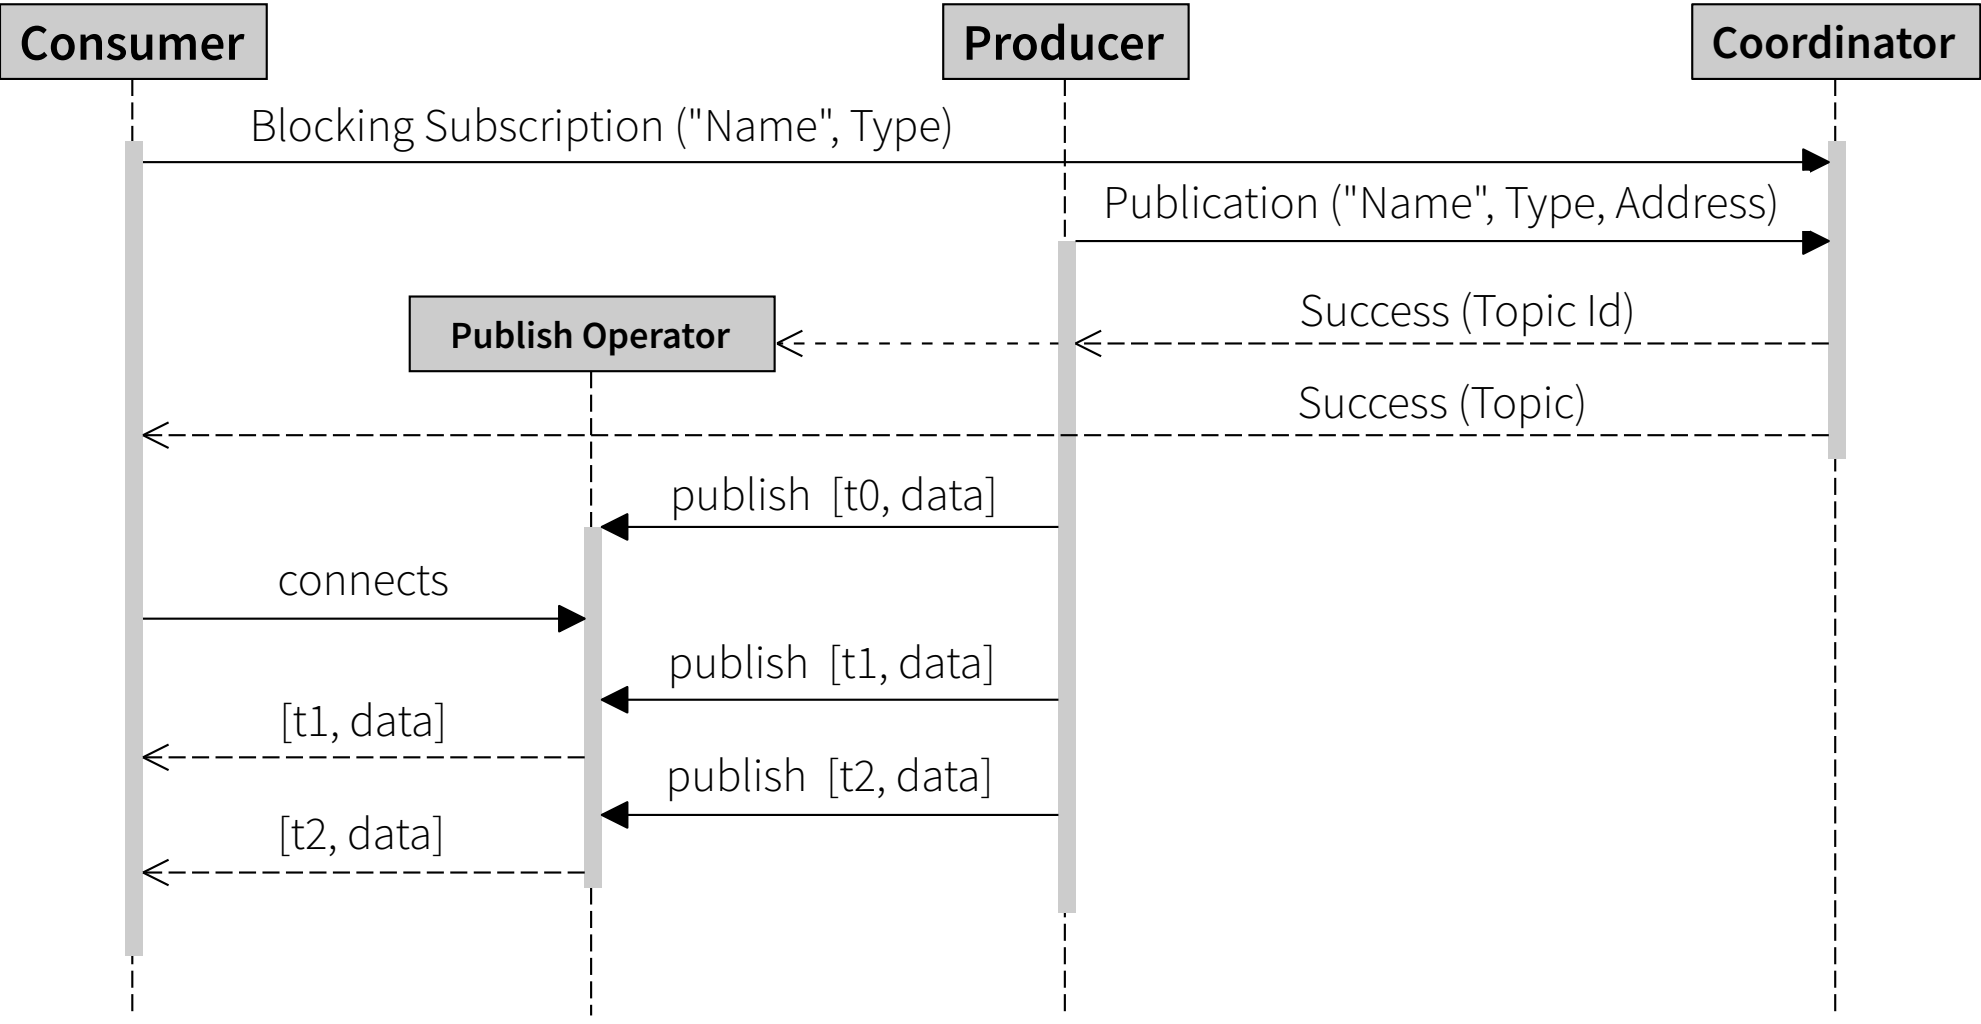 Consumer
Producer
Coordinator
Blocking Subscription ("Name", Type)
Publication ("Name", Type, Address)
Success (Topic Id)
Publish Operator
Success (Topic)
publish [t0, data]
connects
publish [t1, data]
[t1, data]
publish [t2, data]
[t2, data]